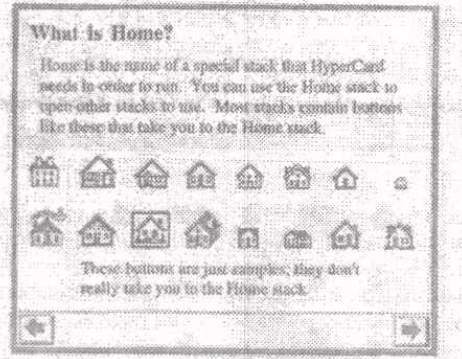 What is Home?
Home is the name of a special stack that HyperCard
needs in order to run. You can use the Home stack to
open other stacks to use. Most stacks contain buttons
like these that take you to the Home stack.
These buttons are just samples; they don't
really take you to the Home stack.